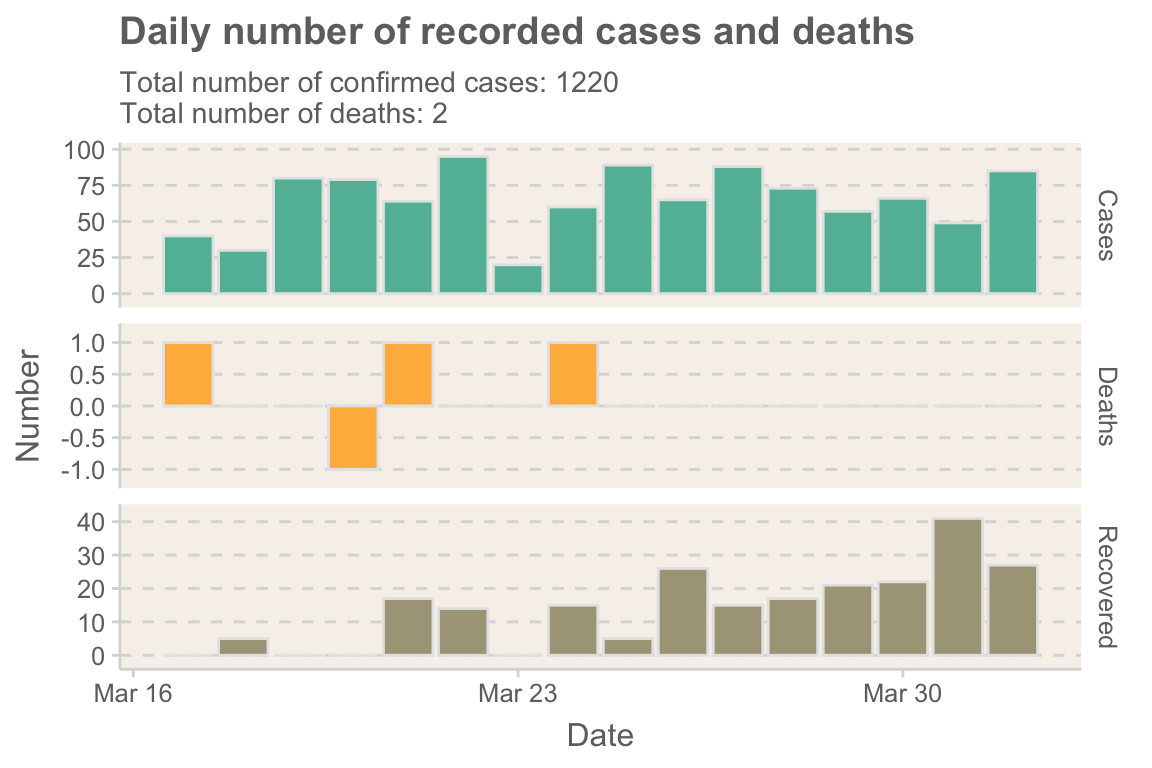 Daily number of recorded cases and deaths
Total number of confirmed cases: 1220
Total number of deaths: 2
100
75
50
25
0
Cases
1.0
0.5
0.0
-0.5
-1.0
Deaths
Number
40
30
20
10
0
Recovered
Mar 16
Mar 23
Mar 30
Date